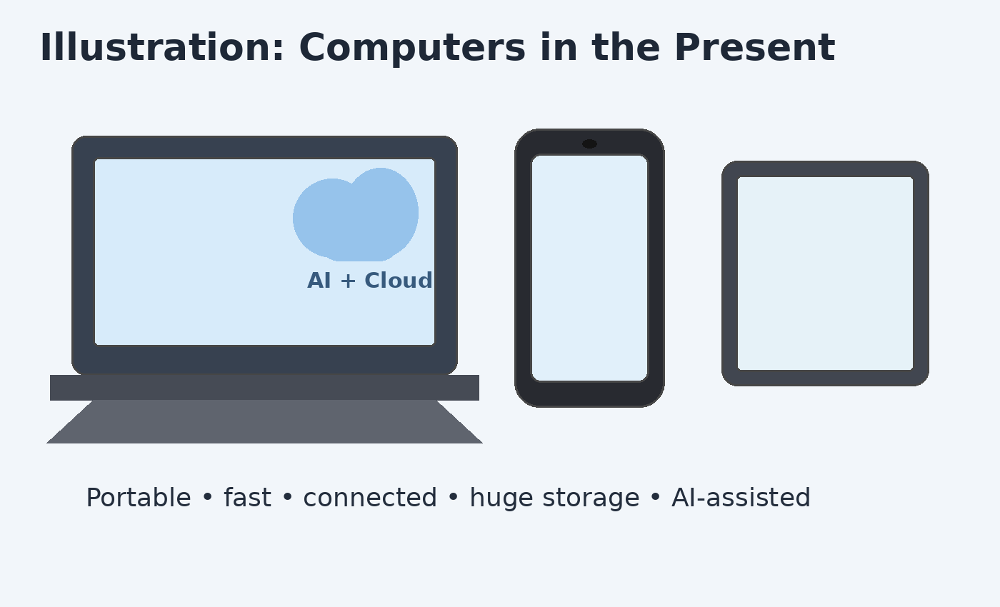 Illustration: Computers in the Present
AI + Cloud
Portable • fast • connected • huge storage • AI-assisted